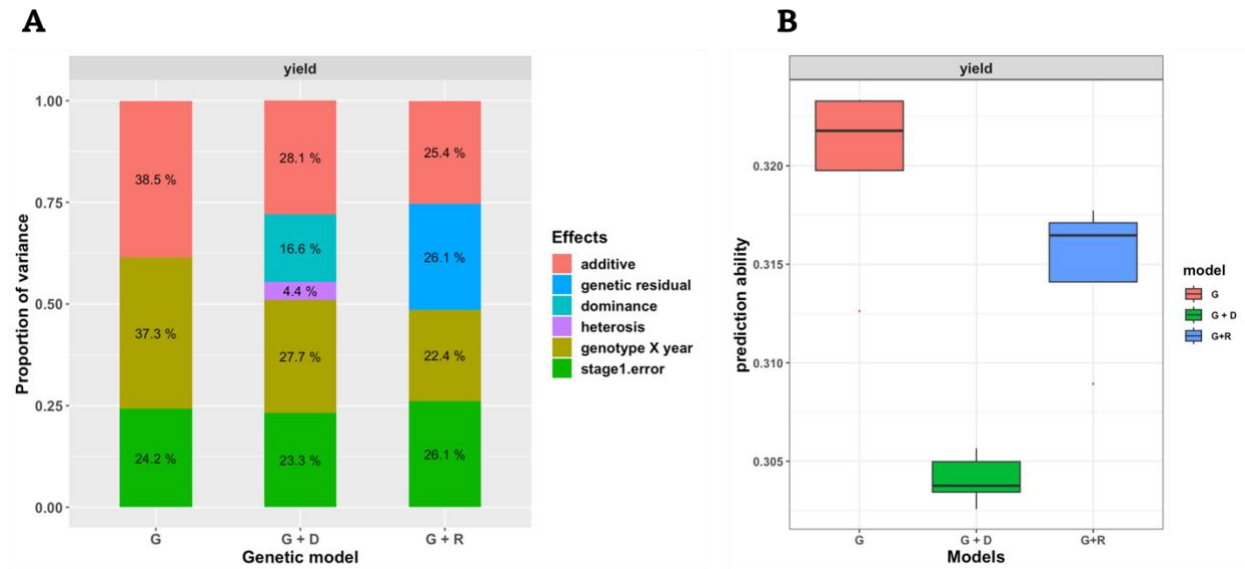 A
yield
Proportion of variance
1.00
0.75
0.50
0.25
0.00
38.5 %
37.3 %
24.2 %
28.1 %
16.6 %
4.4 %
27.7 %
23.3 %
25.4 %
26.1 %
22.4 %
26.1 %
G
G + D
G + R
Genetic model
Effects
additive
genetic residual
dominance
heterosis
genotype X year
stage1.error
B
yield
prediction ability
0.320
0.315
0.310
0.305
G
G + D
G+R
Models
model
G
G + D
G+R